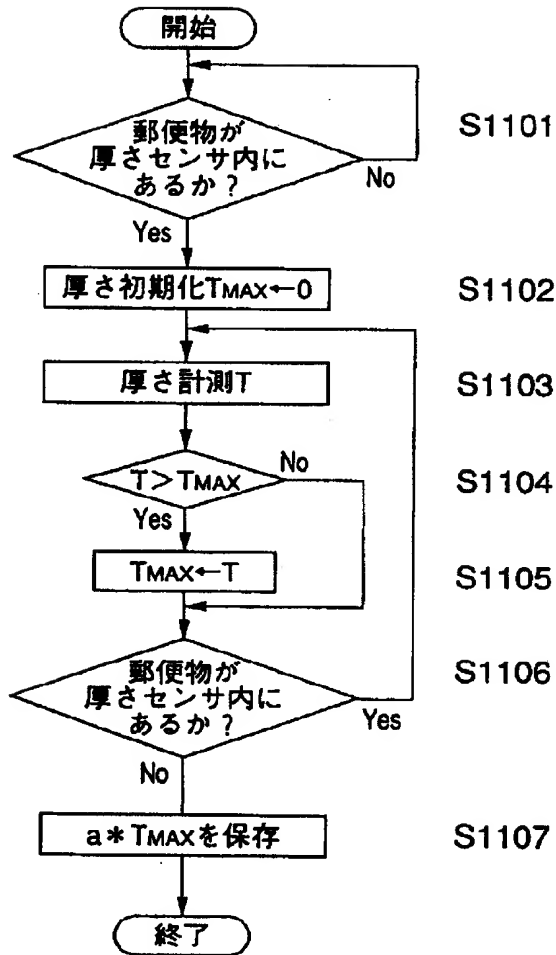 開始
郵便物が
厚さセンサ内に
あるか？
S1101
No
Yes
厚さ初期化TMAX←0
S1102
厚さ計測T
S1103
T>TMAX
No
S1104
Yes
TMAX←T
S1105
郵便物が
厚さセンサ内に
あるか？
S1106
Yes
No
a*TMAXを保存
S1107
終了